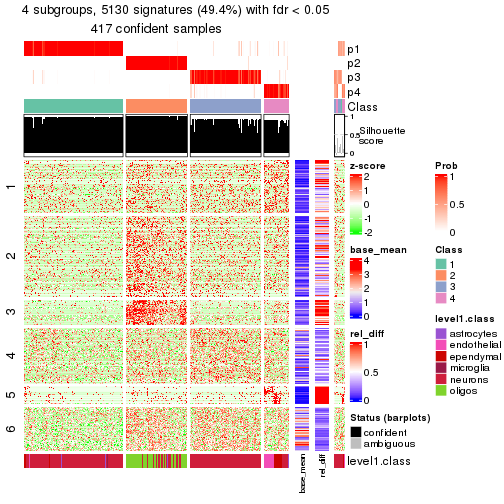 4 subgroups, 5130 signatures (49.4%) with fdr < 0.05
417 confident samples
p1
p2
p3
p4
Class
1
0.5
0
Silhouette
score
1
2
3
4
5
6
level1.class
base_mean
rel_diff
z-score
2
1
0
-1
-2
base_mean
4
3
2
1
0
rel_diff
1
0.5
0
Status (barplots)
confident
ambiguous
Prob
1
0.5
0
Class
1
2
3
4
level1.class
astrocytes
endothelial
ependymal
microglia
neurons
oligos